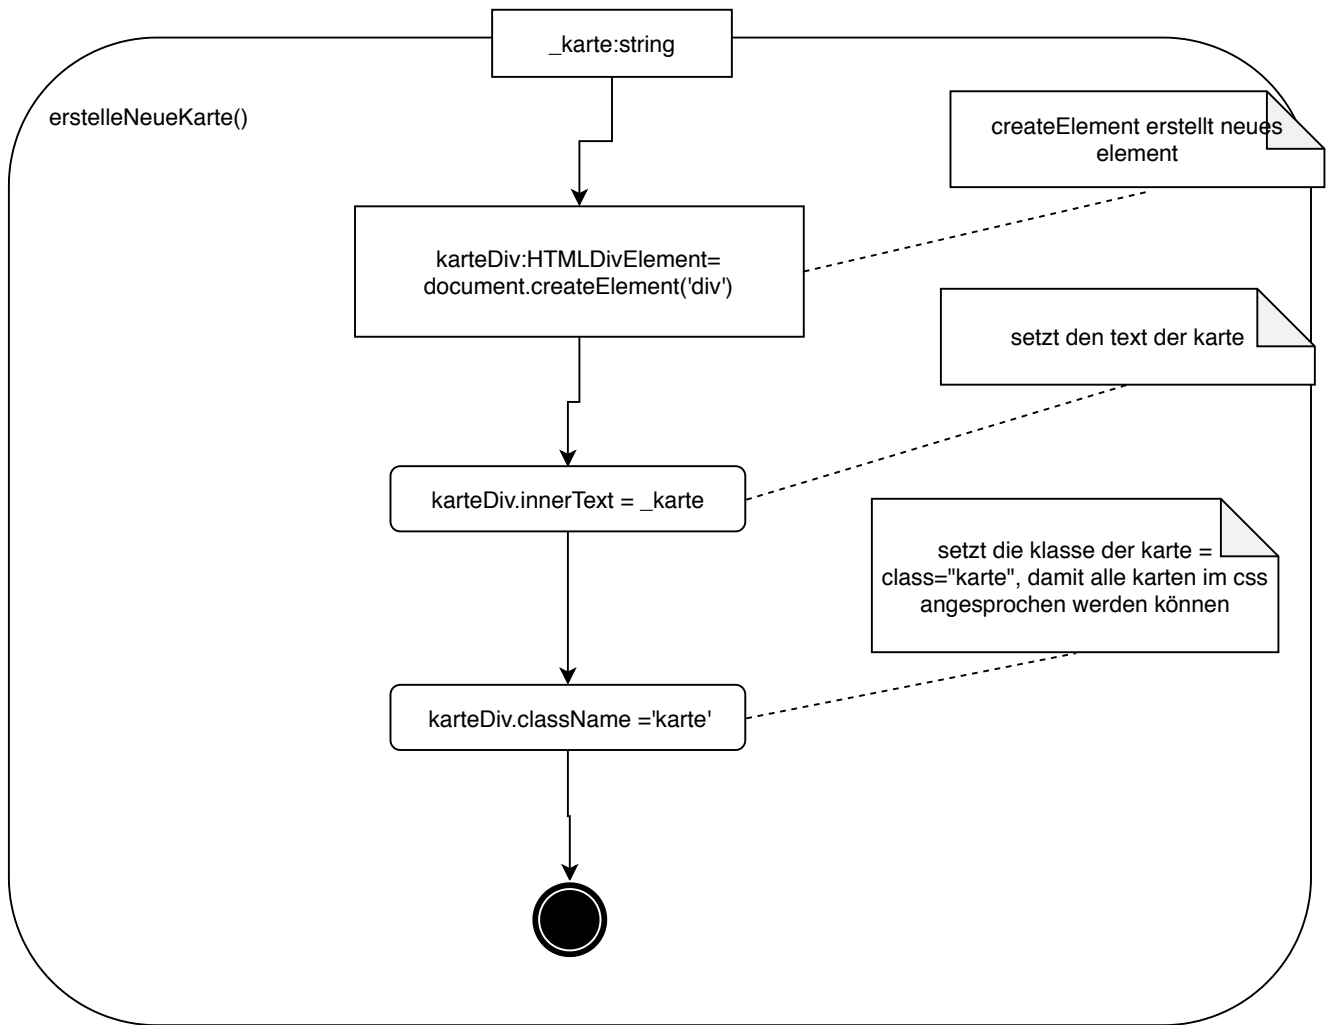 _karte:string
erstelleNeueKarte()
createElement erstellt neues
element
karteDiv:HTMLDivElement=
document.createElement('div')
setzt den text der karte
karteDiv.innerText = _karte
setzt die klasse der karte =
class="karte", damit alle karten im css
angesprochen werden können
karteDiv.className ='karte'